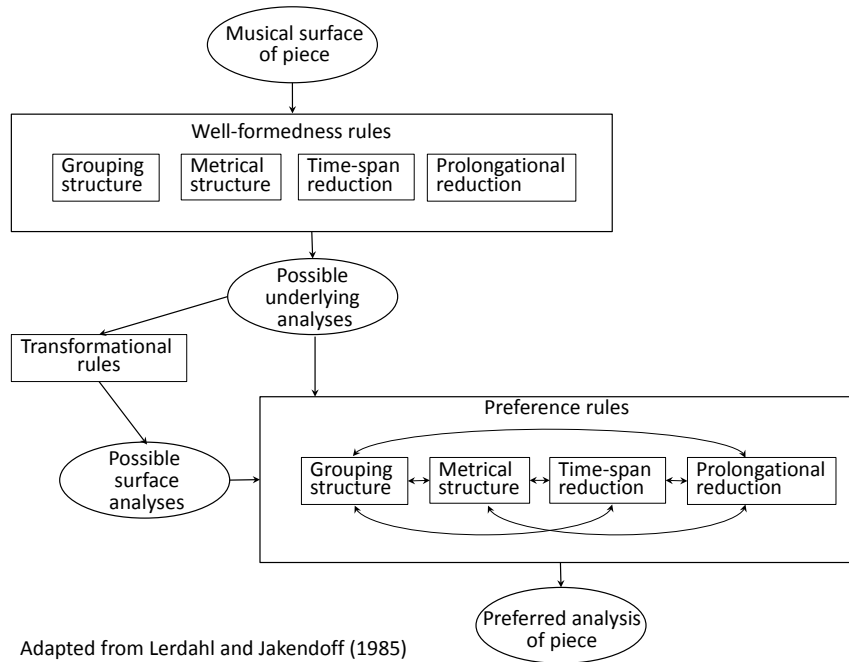 Musical surface
of piece
Well-formedness rules
Grouping
structure
Metrical
structure
Time-span
reduction
Prolongational
reduction
Possible
underlying
analyses
Transformational
rules
Preference rules
Possible
surface
analyses
Grouping
structure
Metrical
structure
Time-span
reduction
Prolongational
reduction
Preferred analysis
of piece
Adapted from Lerdahl and Jakendoff (1985)